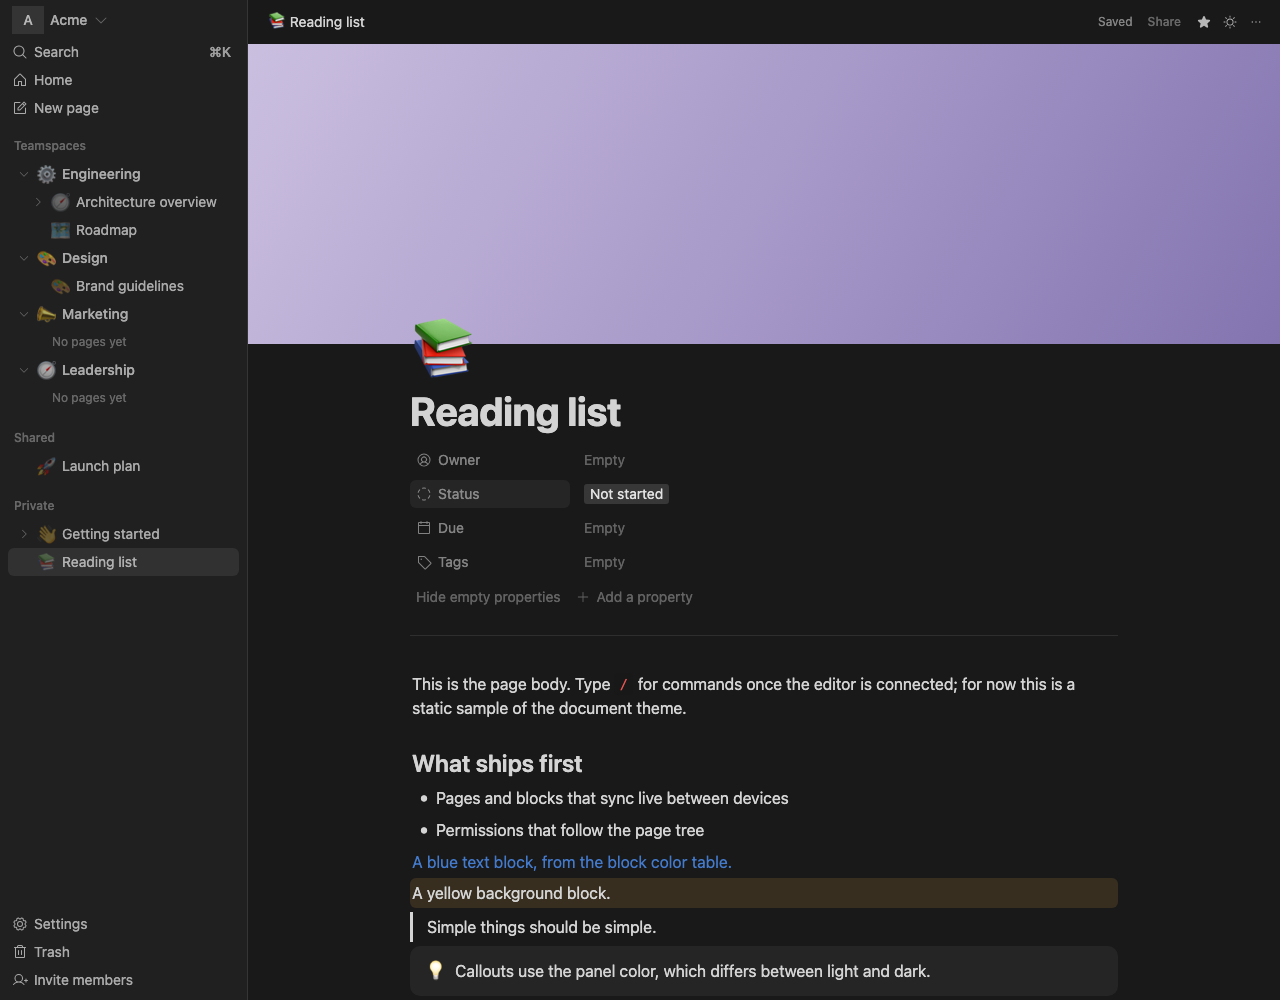 A Acme
Search ⌘K
Home
New page
Teamspaces
Engineering
Architecture overview
Roadmap
Design
Brand guidelines
Marketing
No pages yet
Leadership
No pages yet
Shared
Launch plan
Private
Getting started
Reading list
Settings
Trash
Invite members
Reading list
Saved Share
Reading list
Owner Empty
Status Not started
Due Empty
Tags Empty
Hide empty properties + Add a property
This is the page body. Type / for commands once the editor is connected; for now this is a
static sample of the document theme.
What ships first
• Pages and blocks that sync live between devices
• Permissions that follow the page tree
A blue text block, from the block color table.
A yellow background block.
Simple things should be simple.
Callouts use the panel color, which differs between light and dark.